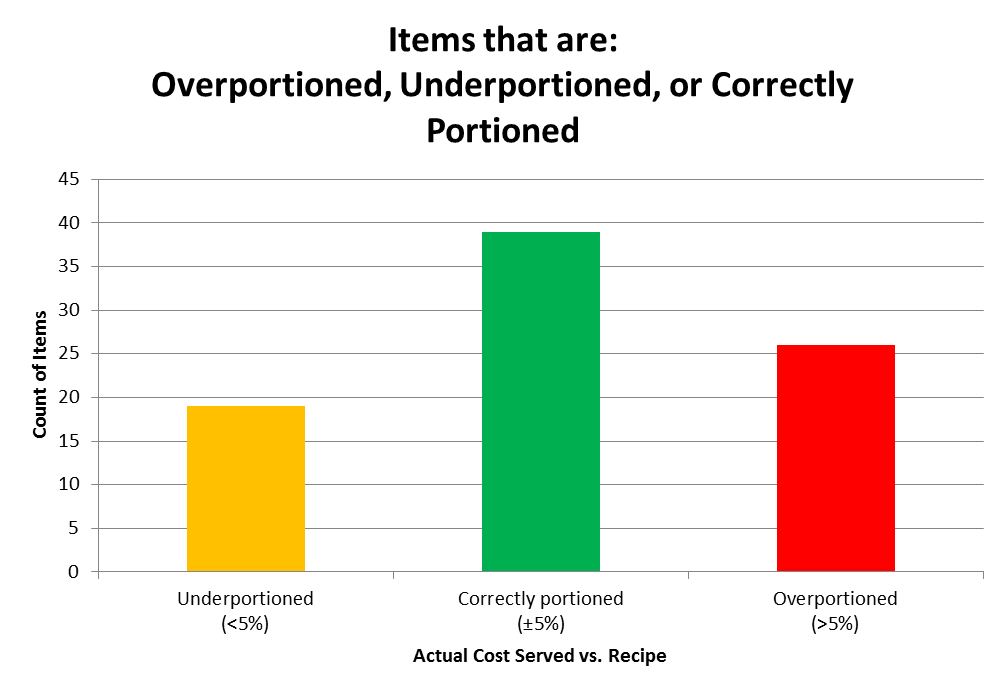 Items that are:
Overportioned, Underportioned, or Correctly
Portioned
45
40
35
30
25
20
15
10
5
0
Count of Items
Underportioned
(<5%)
Correctly portioned
(±5%)
Overportioned
(>5%)
Actual Cost Served vs. Recipe